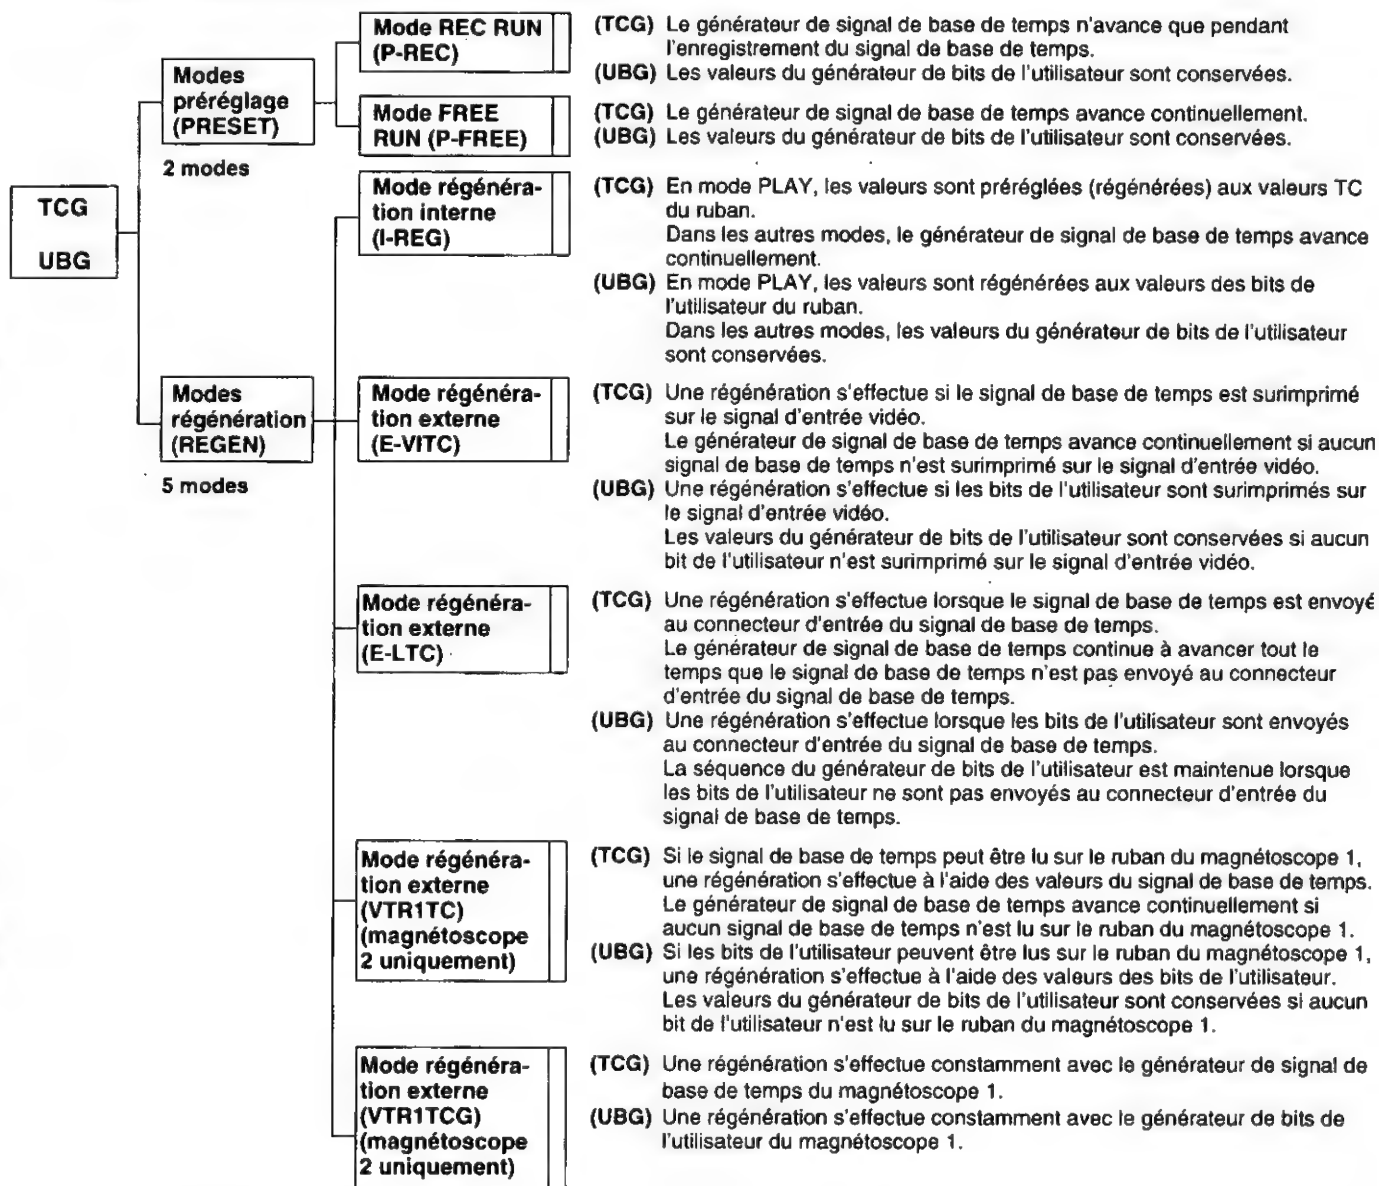 TCG
UBG
Modes
préréglage
(PRESET)
2 modes
Mode REC RUN
(P-REC)
(TCG) Le générateur de signal de base de temps n'avance que pendant
l'enregistrement du signal de base de temps.
(UBG) Les valeurs du générateur de bits de l'utilisateur sont conservées.
Mode FREE
RUN (P-FREE)
(TCG) Le générateur de signal de base de temps avance continuellement.
(UBG) Les valeurs du générateur de bits de l'utilisateur sont conservées.
Modes
régénération
(REGEN)
5 modes
Mode régénéra-
tion interne
(I-REG)
(TCG) En mode PLAY, les valeurs sont préréglées (régénérées) aux valeurs TC
du ruban.
Dans les autres modes, le générateur de signal de base de temps avance
continuellement.
(UBG) En mode PLAY, les valeurs sont régénérées aux valeurs des bits de
l'utilisateur du ruban.
Dans les autres modes, les valeurs du générateur de bits de l'utilisateur
sont conservées.
Mode régénéra-
tion externe
(E-VITC)
(TCG) Une régénération s'effectue si le signal de base de temps est surimprimé
sur le signal d'entrée vidéo.
Le générateur de signal de base de temps avance continuellement si aucun
signal de base de temps n'est surimprimé sur le signal d'entrée vidéo.
(UBG) Une régénération s'effectue si les bits de l'utilisateur sont surimprimés sur
le signal d'entrée vidéo.
Les valeurs du générateur de bits de l'utilisateur sont conservées si aucun
bit de l'utilisateur n'est surimprimé sur le signal d'entrée vidéo.
Mode régénéra-
tion externe
(E-LTC)
(TCG) Une régénération s'effectue lorsque le signal de base de temps est envoyé
au connecteur d'entrée du signal de base de temps.
Le générateur de signal de base de temps continue à avancer tout le
temps que le signal de base de temps n'est pas envoyé au connecteur
d'entrée du signal de base de temps.
(UBG) Une régénération s'effectue lorsque les bits de l'utilisateur sont envoyés
au connecteur d'entrée du signal de base de temps.
La séquence du générateur de bits de l'utilisateur est maintenue lorsque
les bits de l'utilisateur ne sont pas envoyés au connecteur d'entrée du
signal de base de temps.
Mode régénéra-
tion externe
(VTR1TC)
(magnétoscope
2 uniquement)
(TCG) Si le signal de base de temps peut être lu sur le ruban du magnétoscope 1,
une régénération s'effectue à l'aide des valeurs du signal de base de temps.
Le générateur de signal de base de temps avance continuellement si
aucun signal de base de temps n'est lu sur le ruban du magnétoscope 1.
(UBG) Si les bits de l'utilisateur peuvent être lus sur le ruban du magnétoscope 1,
une régénération s'effectue à l'aide des valeurs des bits de l'utilisateur.
Les valeurs du générateur de bits de l'utilisateur sont conservées si aucun
bit de l'utilisateur n'est lu sur le ruban du magnétoscope 1.
Mode régénéra-
tion externe
(VTR1TCG)
(magnétoscope
2 uniquement)
(TCG) Une régénération s'effectue constamment avec le générateur de signal de
base de temps du magnétoscope 1.
(UBG) Une régénération s'effectue constamment avec le générateur de bits de
l'utilisateur du magnétoscope 1.